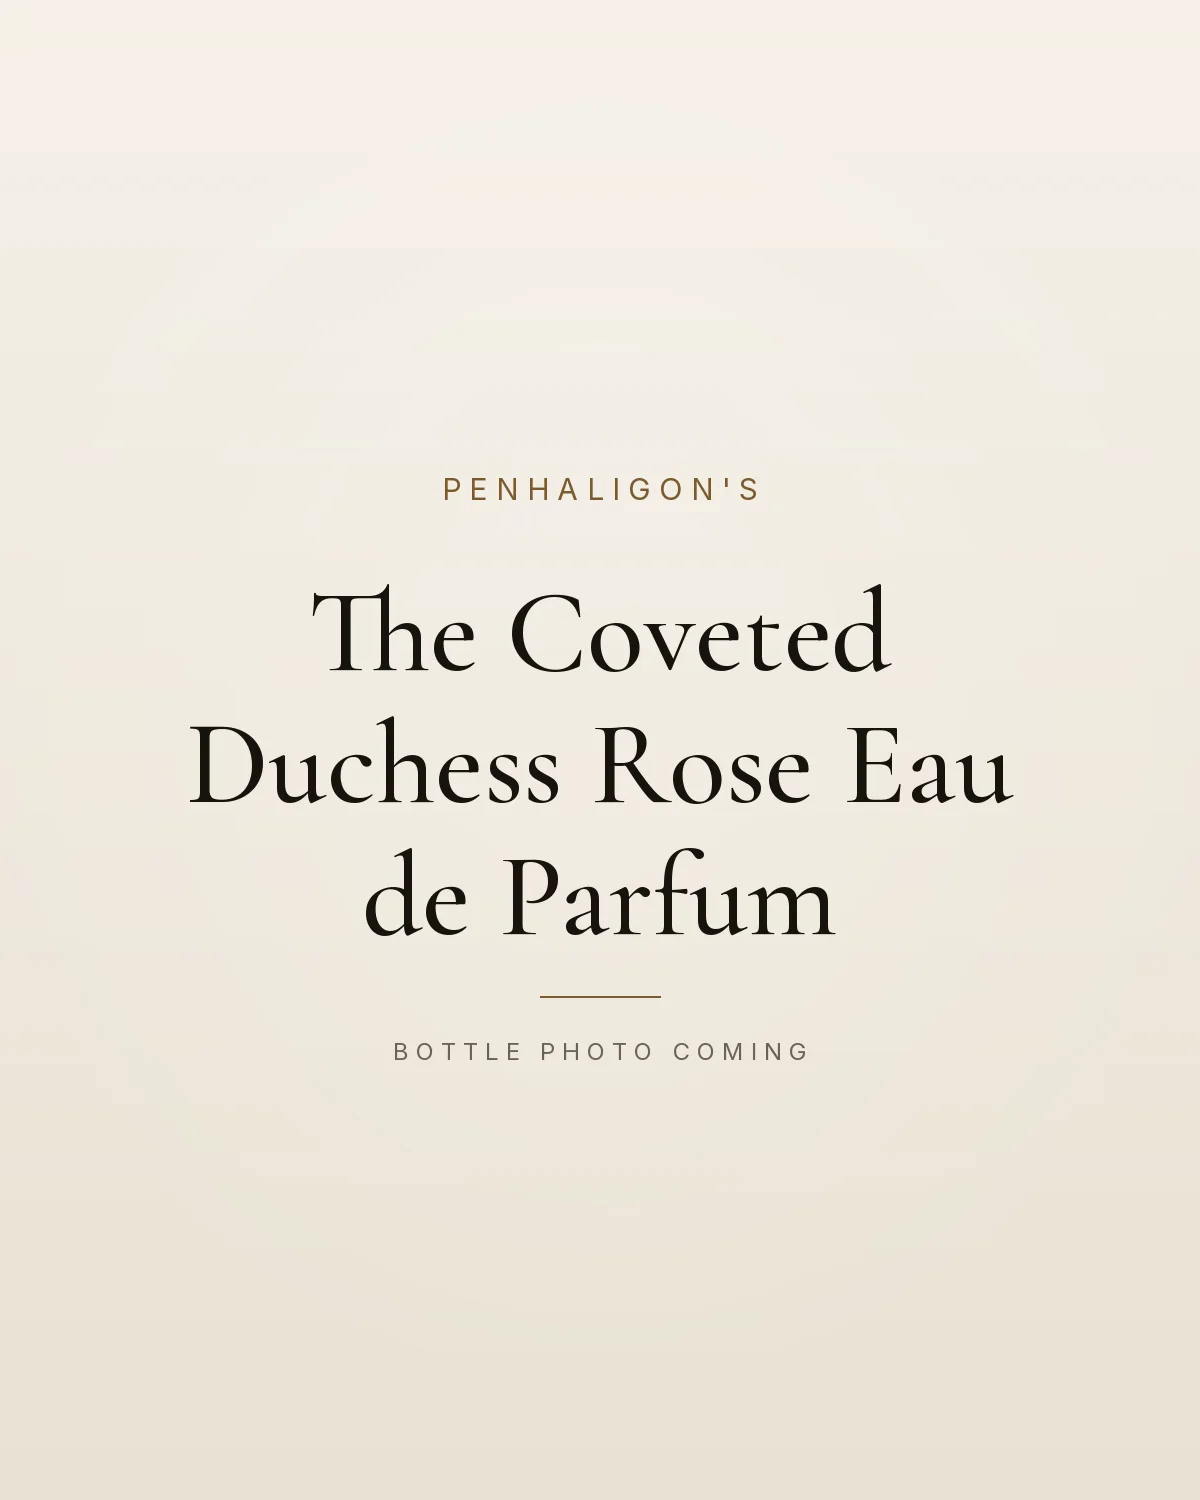 PENHALIGON'S
The Coveted
Duchess Rose Eau
de Parfum
BOTTLE PHOTO COMING